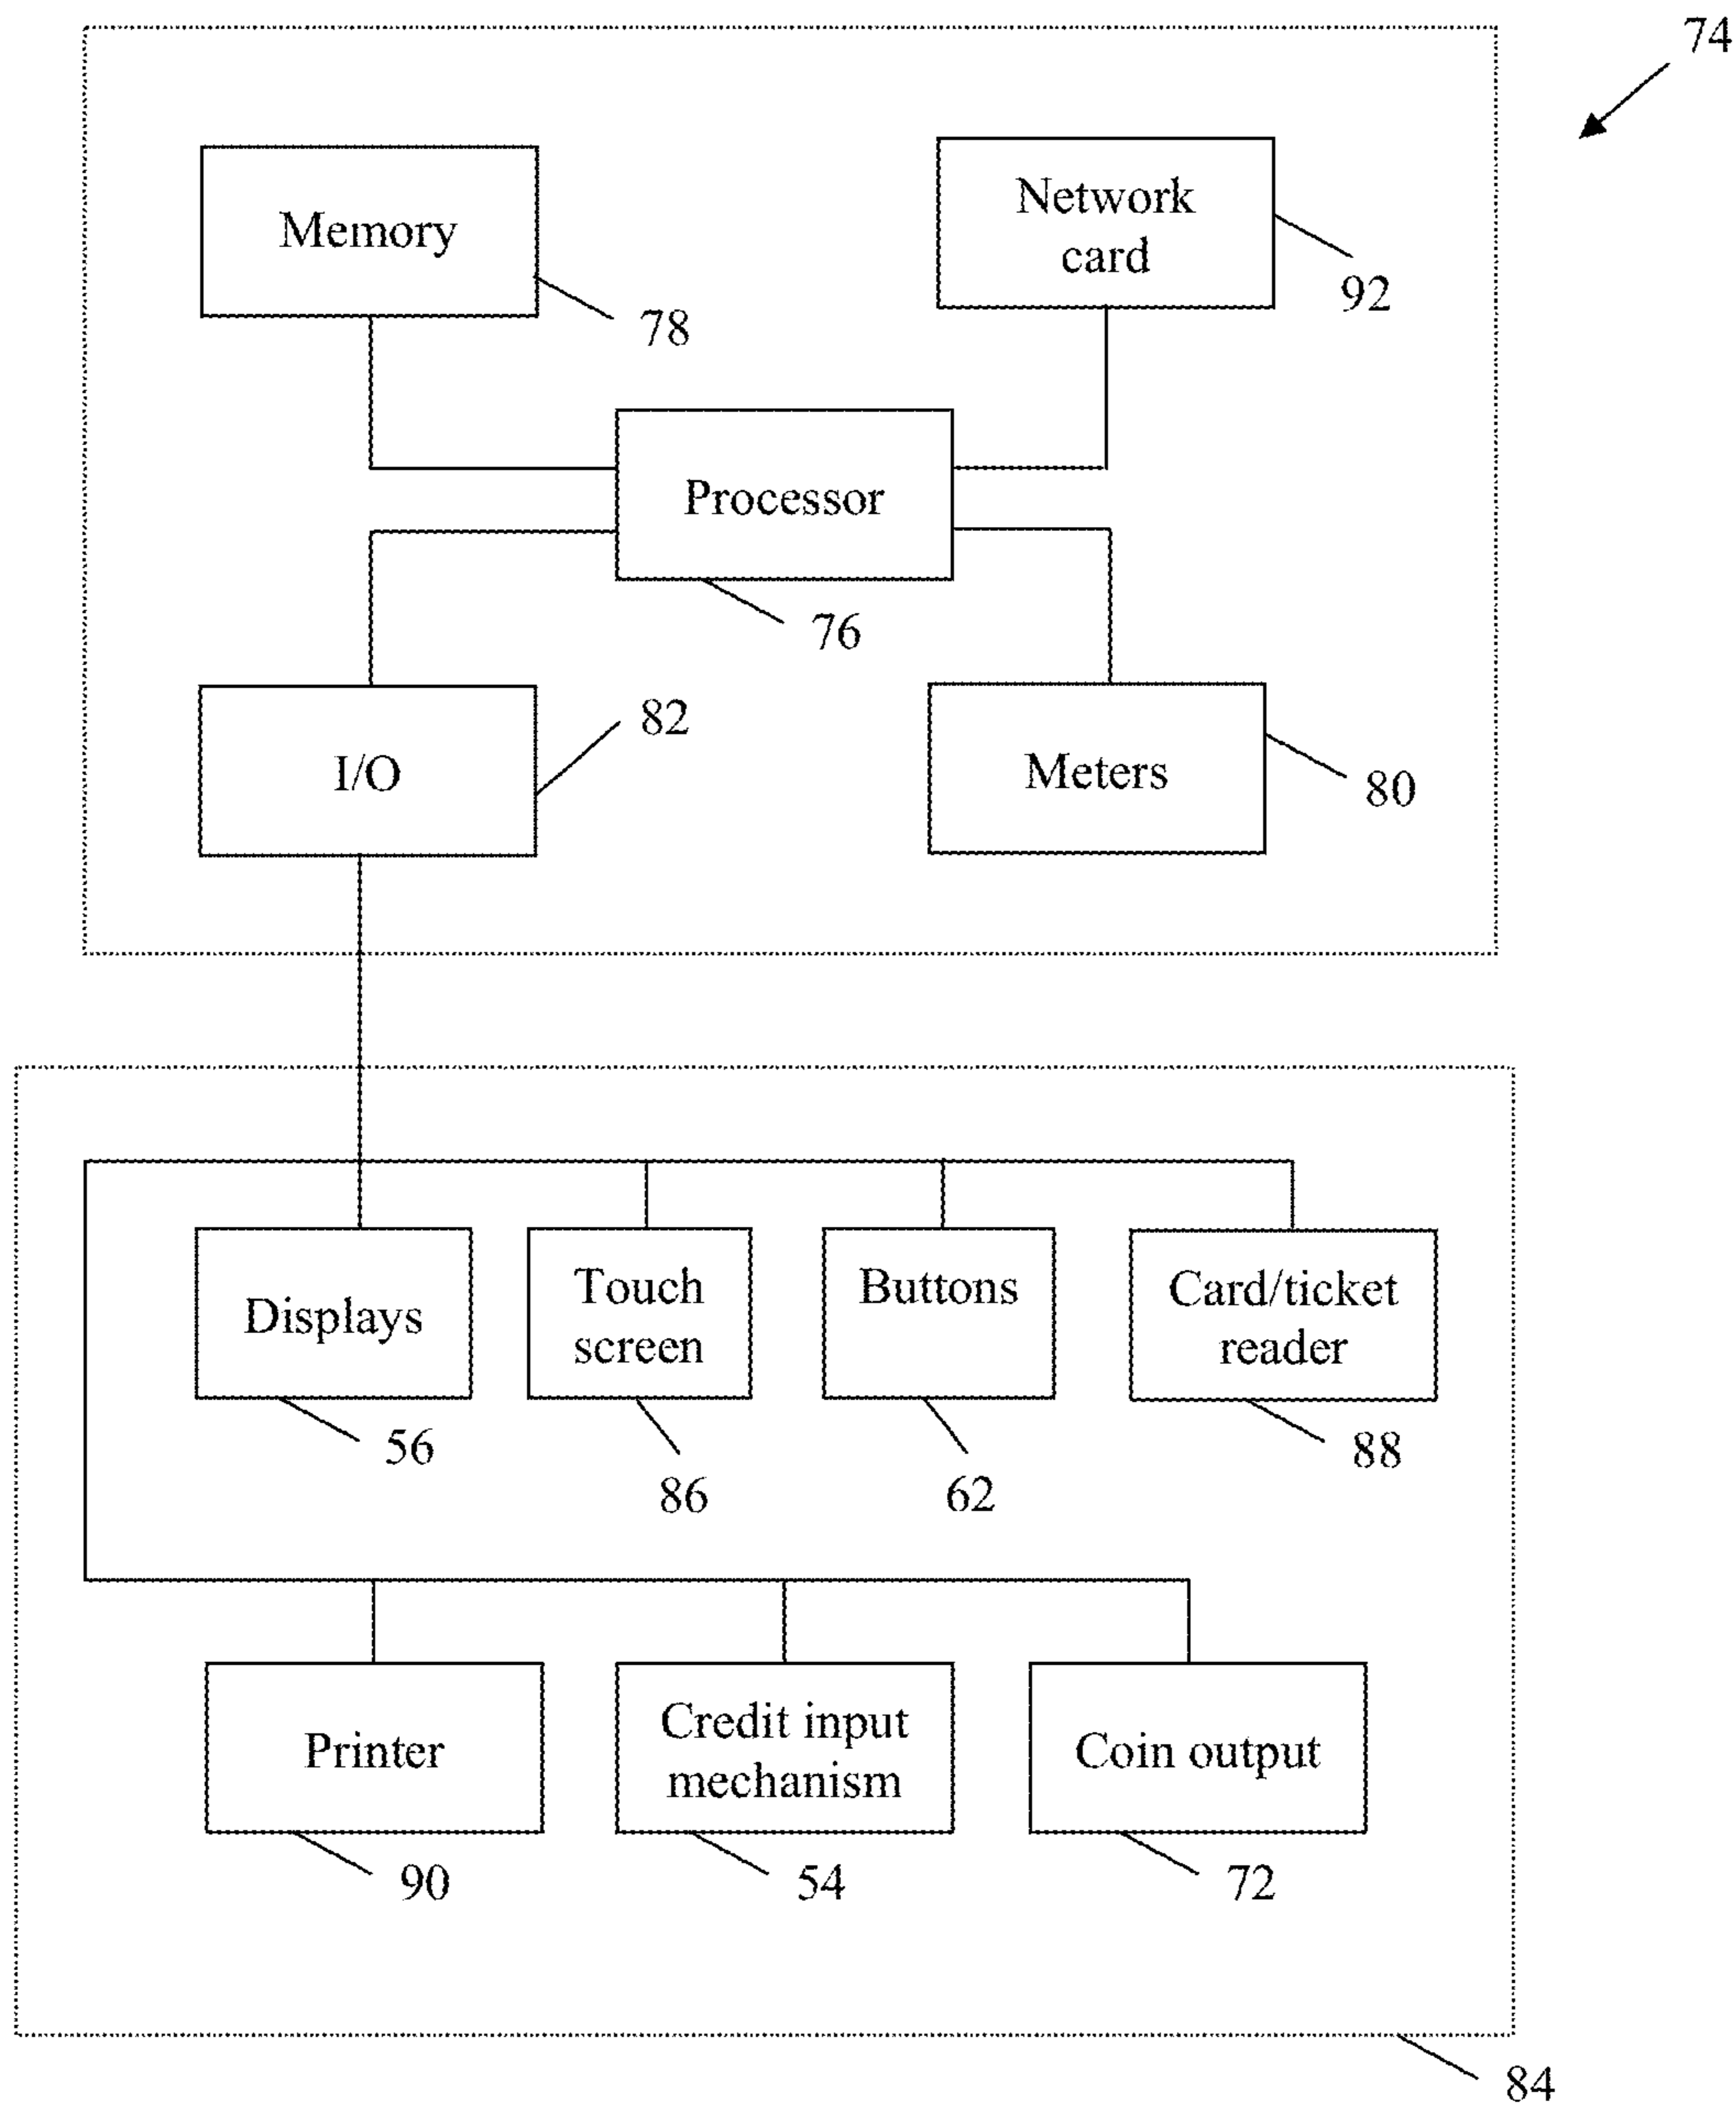 74
Memory
78
Network
card
92
Processor
76
I/O
82
Meters
80
Displays
56
Touch
screen
86
Buttons
62
Card/ticket
reader
88
Printer
90
Credit input
mechanism
54
Coin output
72
84